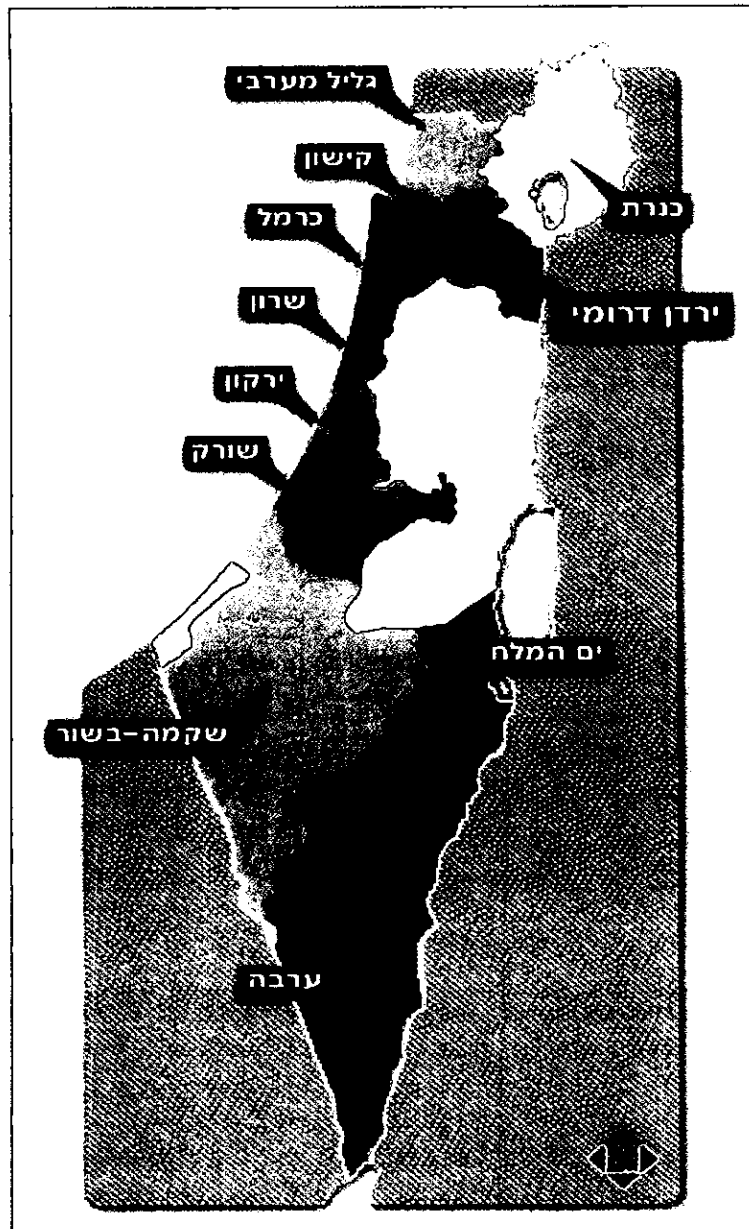 גליל מערבי
קישון
כנרת
כרמל
שרון
ירדן דרומי
ירקון
שורק
ים המלח
שקמה-בשור
ערבה